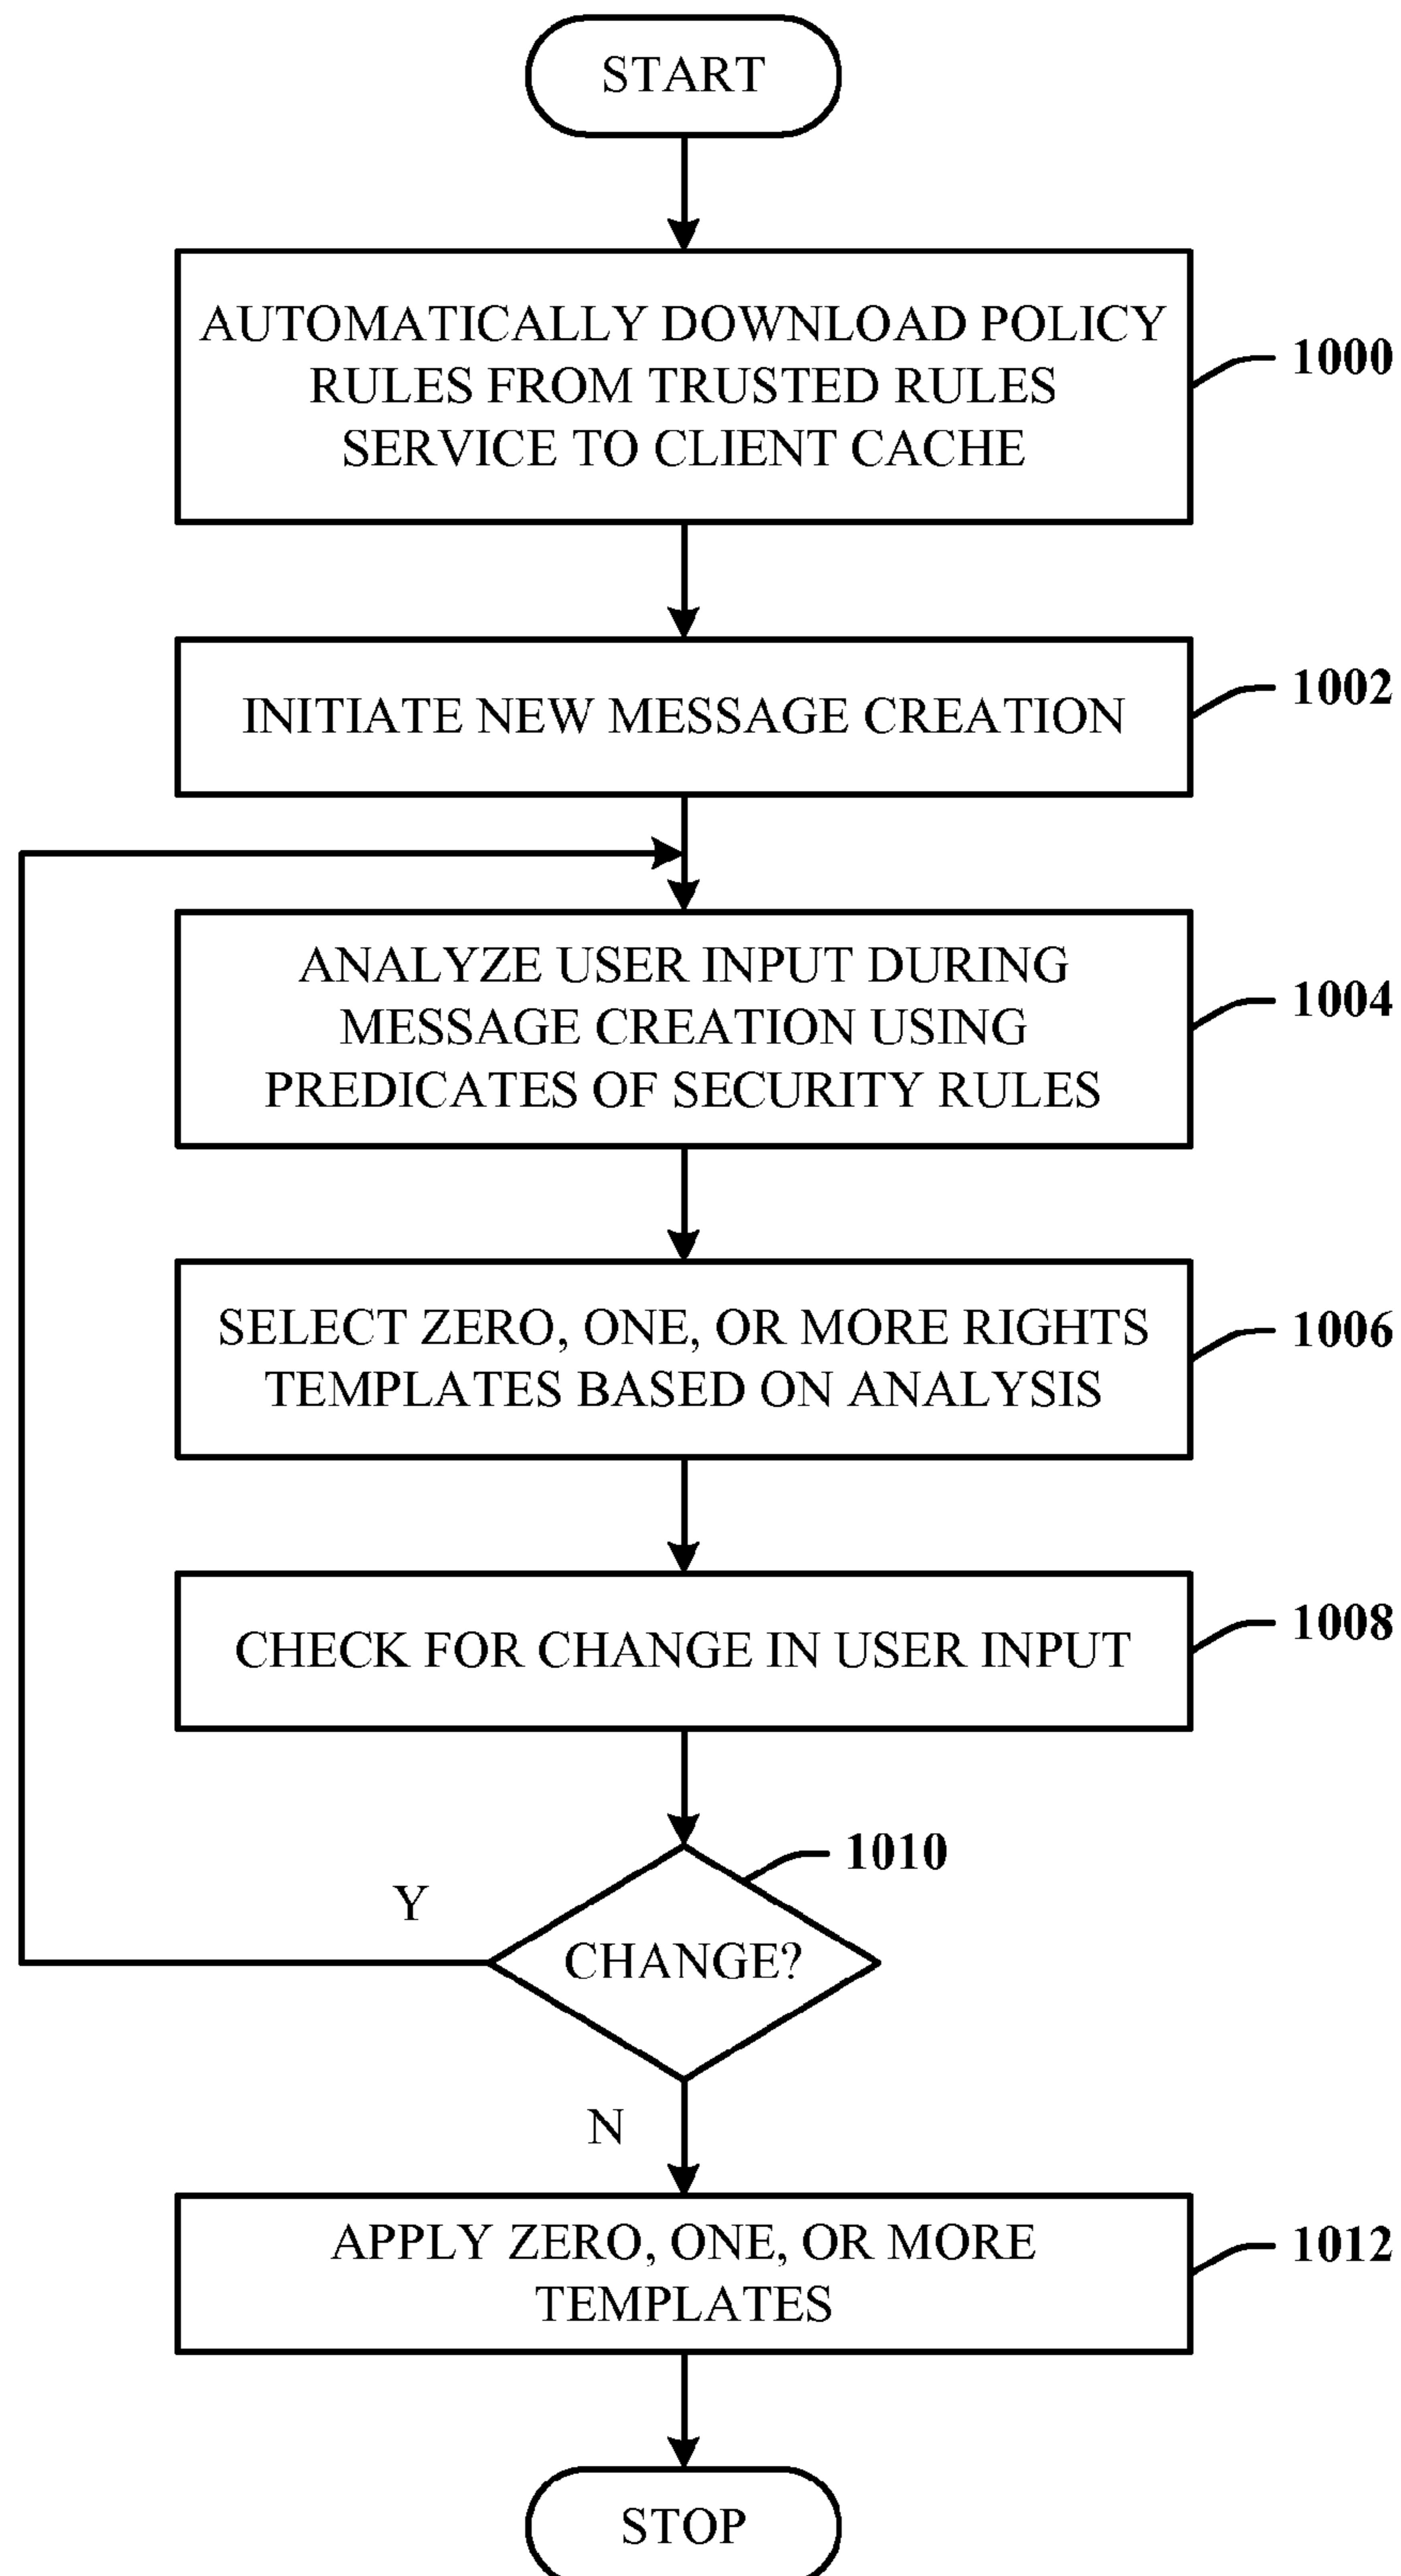 START
AUTOMATICALLY DOWNLOAD POLICY
RULES FROM TRUSTED RULES
SERVICE TO CLIENT CACHE
1000
INITIATE NEW MESSAGE CREATION
1002
ANALYZE USER INPUT DURING
MESSAGE CREATION USING
PREDICATES OF SECURITY RULES
1004
SELECT ZERO, ONE, OR MORE RIGHTS
TEMPLATES BASED ON ANALYSIS
1006
CHECK FOR CHANGE IN USER INPUT
1008
1010
Y
CHANGE?
N
APPLY ZERO, ONE, OR MORE
TEMPLATES
1012
STOP